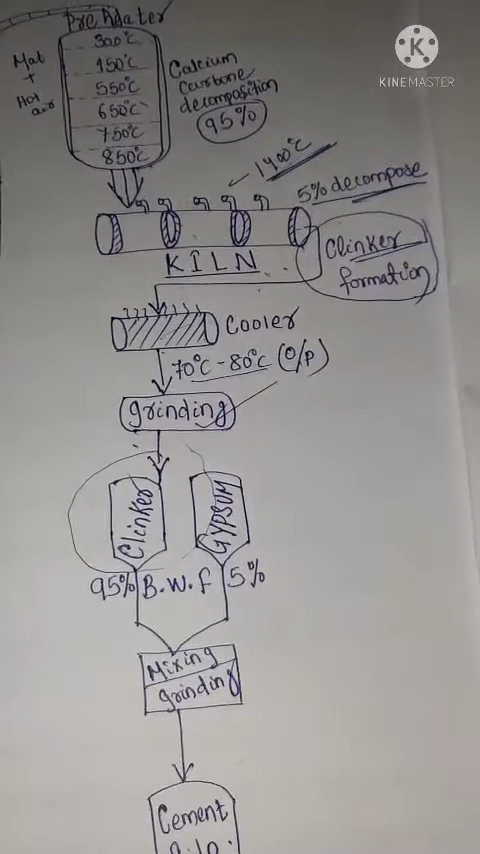 Pre Heater
300°C
450°C
550°C
650°C
750°C
850°C
Mat
+
Hot
air
Calcium
Carbone
decomposition
95%
KINEMASTER
1400°C
5% decompose
KILN
Clinker
formation
Cooler
70°C-80°C (O/P)
grinding
Clinker
GYPSUM
95% B.W.F 5%
Mixing
grinding
Cement